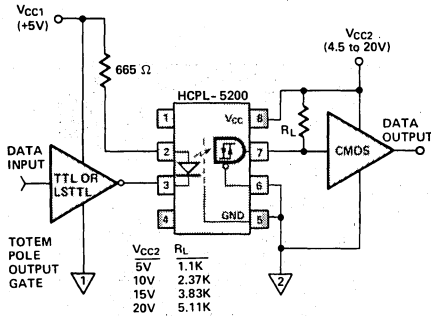 VCC1
(+5V)
665 Ω
HCPL-5200
VCC2
(4.5 to 20V)
1
VCC
8
RL
DATA
OUTPUT
DATA
INPUT
2
7
CMOS
TTL OR
LSTTL
3
6
4
GND
5
TOTEM
POLE
OUTPUT
GATE
1
2
VCC2 RL
5V 1.1K
10V 2.37K
15V 3.83K
20V 5.11K